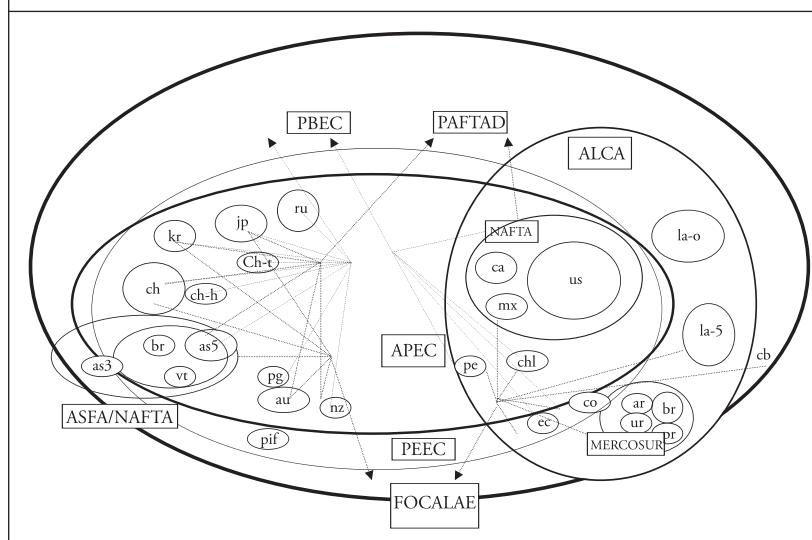 PBEC
PAFTAD
ALCA
ru
jp
kr
NAFTA
la-o
Ch-t
ca
us
ch
ch-h
mx
la-5
br
as5
APEC
cb
as3
vt
pg
pe
chl
au
nz
co
ar
br
ASFA/NAFTA
ec
ur
pr
pif
PEEC
MERCOSUR
FOCALAE